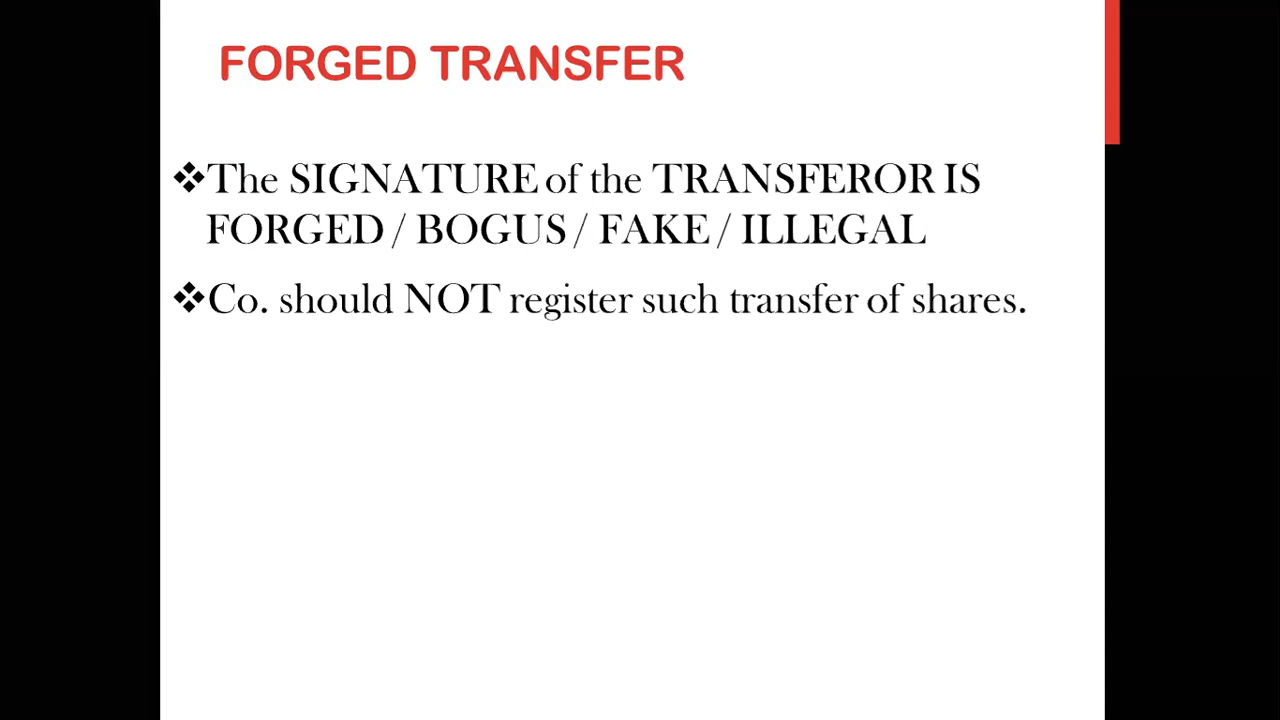 FORGED TRANSFER
❖The SIGNATURE of the TRANSFEROR IS
FORGED / BOGUS / FAKE / ILLEGAL
❖Co. should NOT register such transfer of shares.